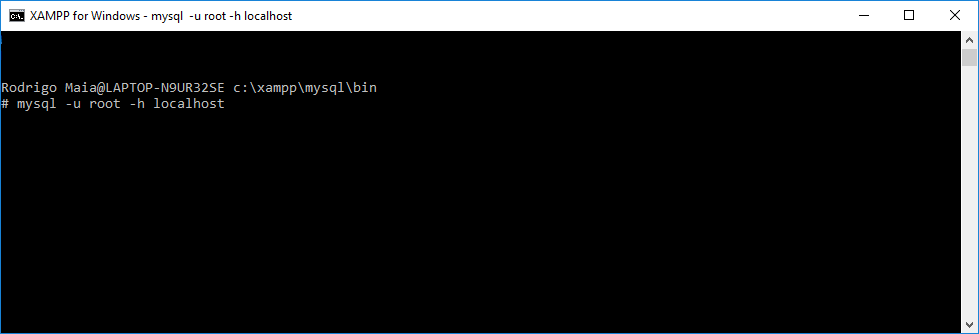 XAMPP for Windows - mysql  -u root -h localhost
Rodrigo Maia@LAPTOP-N9UR32SE c:\xampp\mysql\bin
# mysql -u root -h localhost